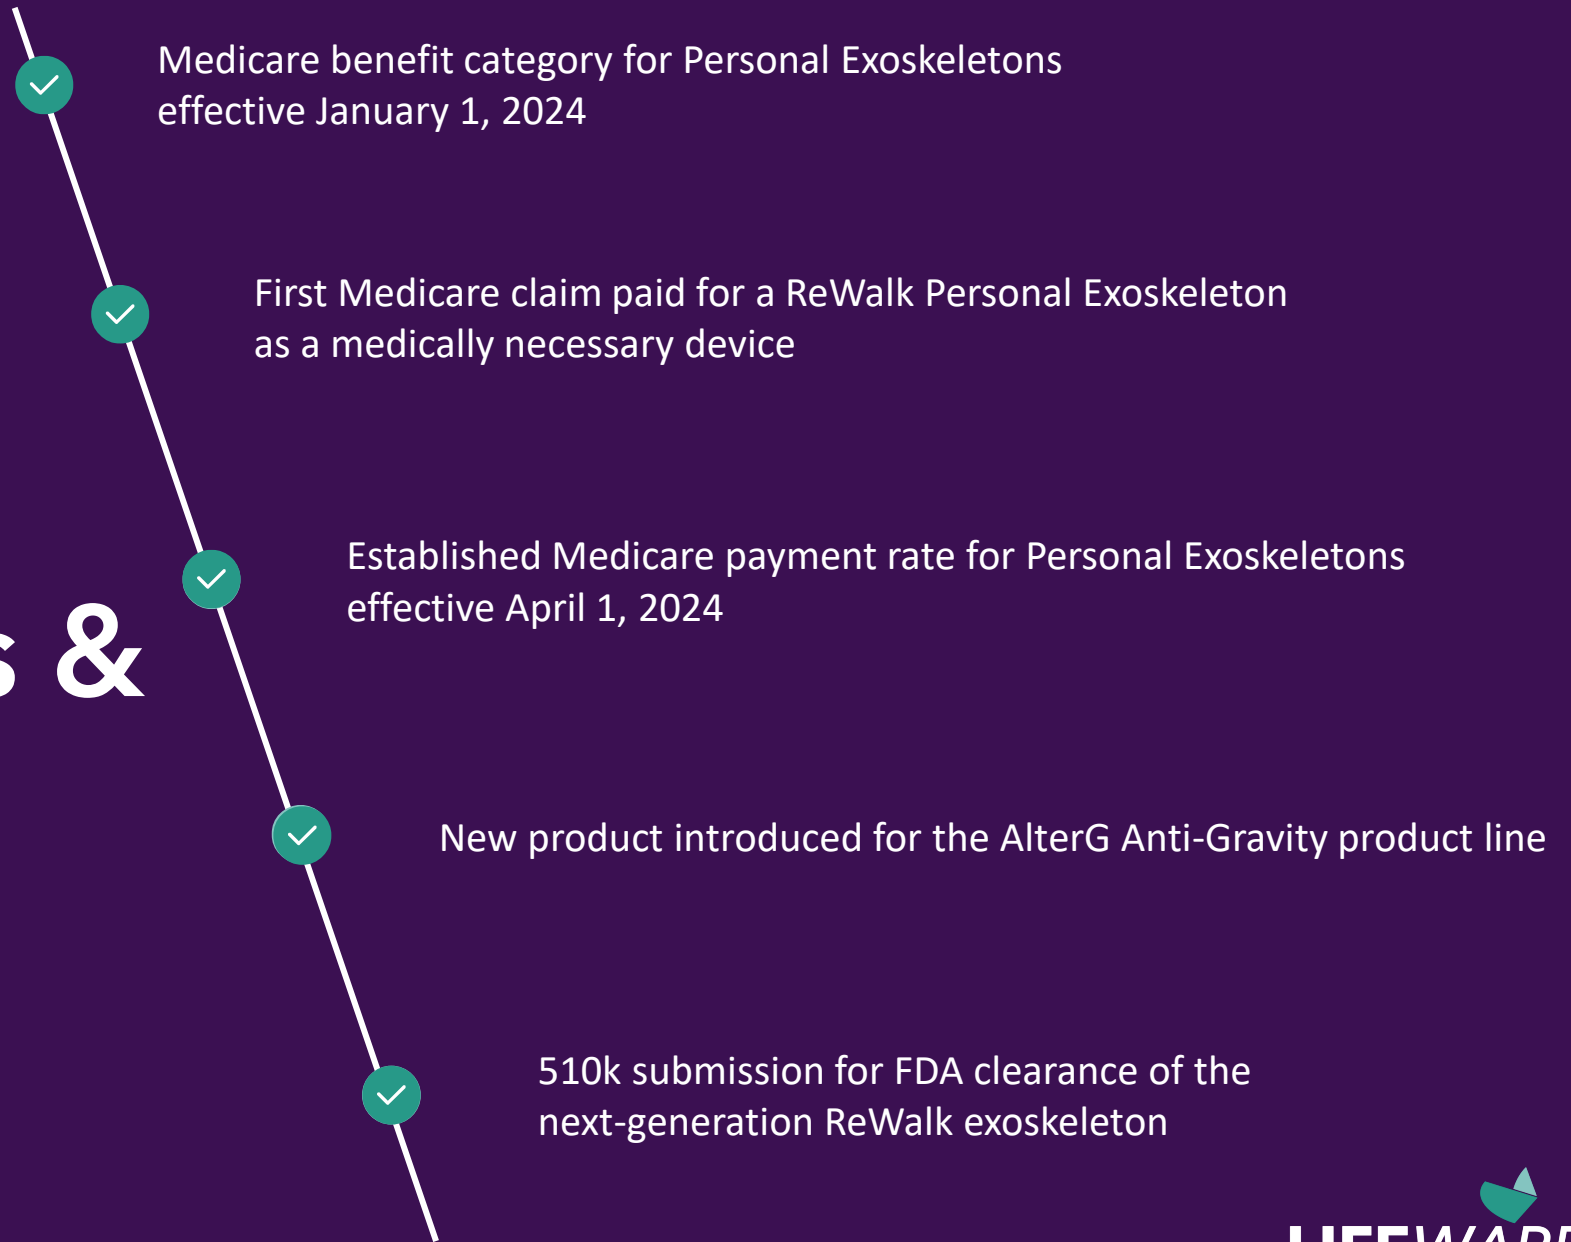 Medicare benefit category for Personal Exoskeletons
effective January 1, 2024
First Medicare claim paid for a ReWalk Personal Exoskeleton
as a medically necessary device
Established Medicare payment rate for Personal Exoskeletons
effective April 1, 2024
s &
New product introduced for the AlterG Anti-Gravity product line
510k submission for FDA clearance of the
next-generation ReWalk exoskeleton
LIFEWARD